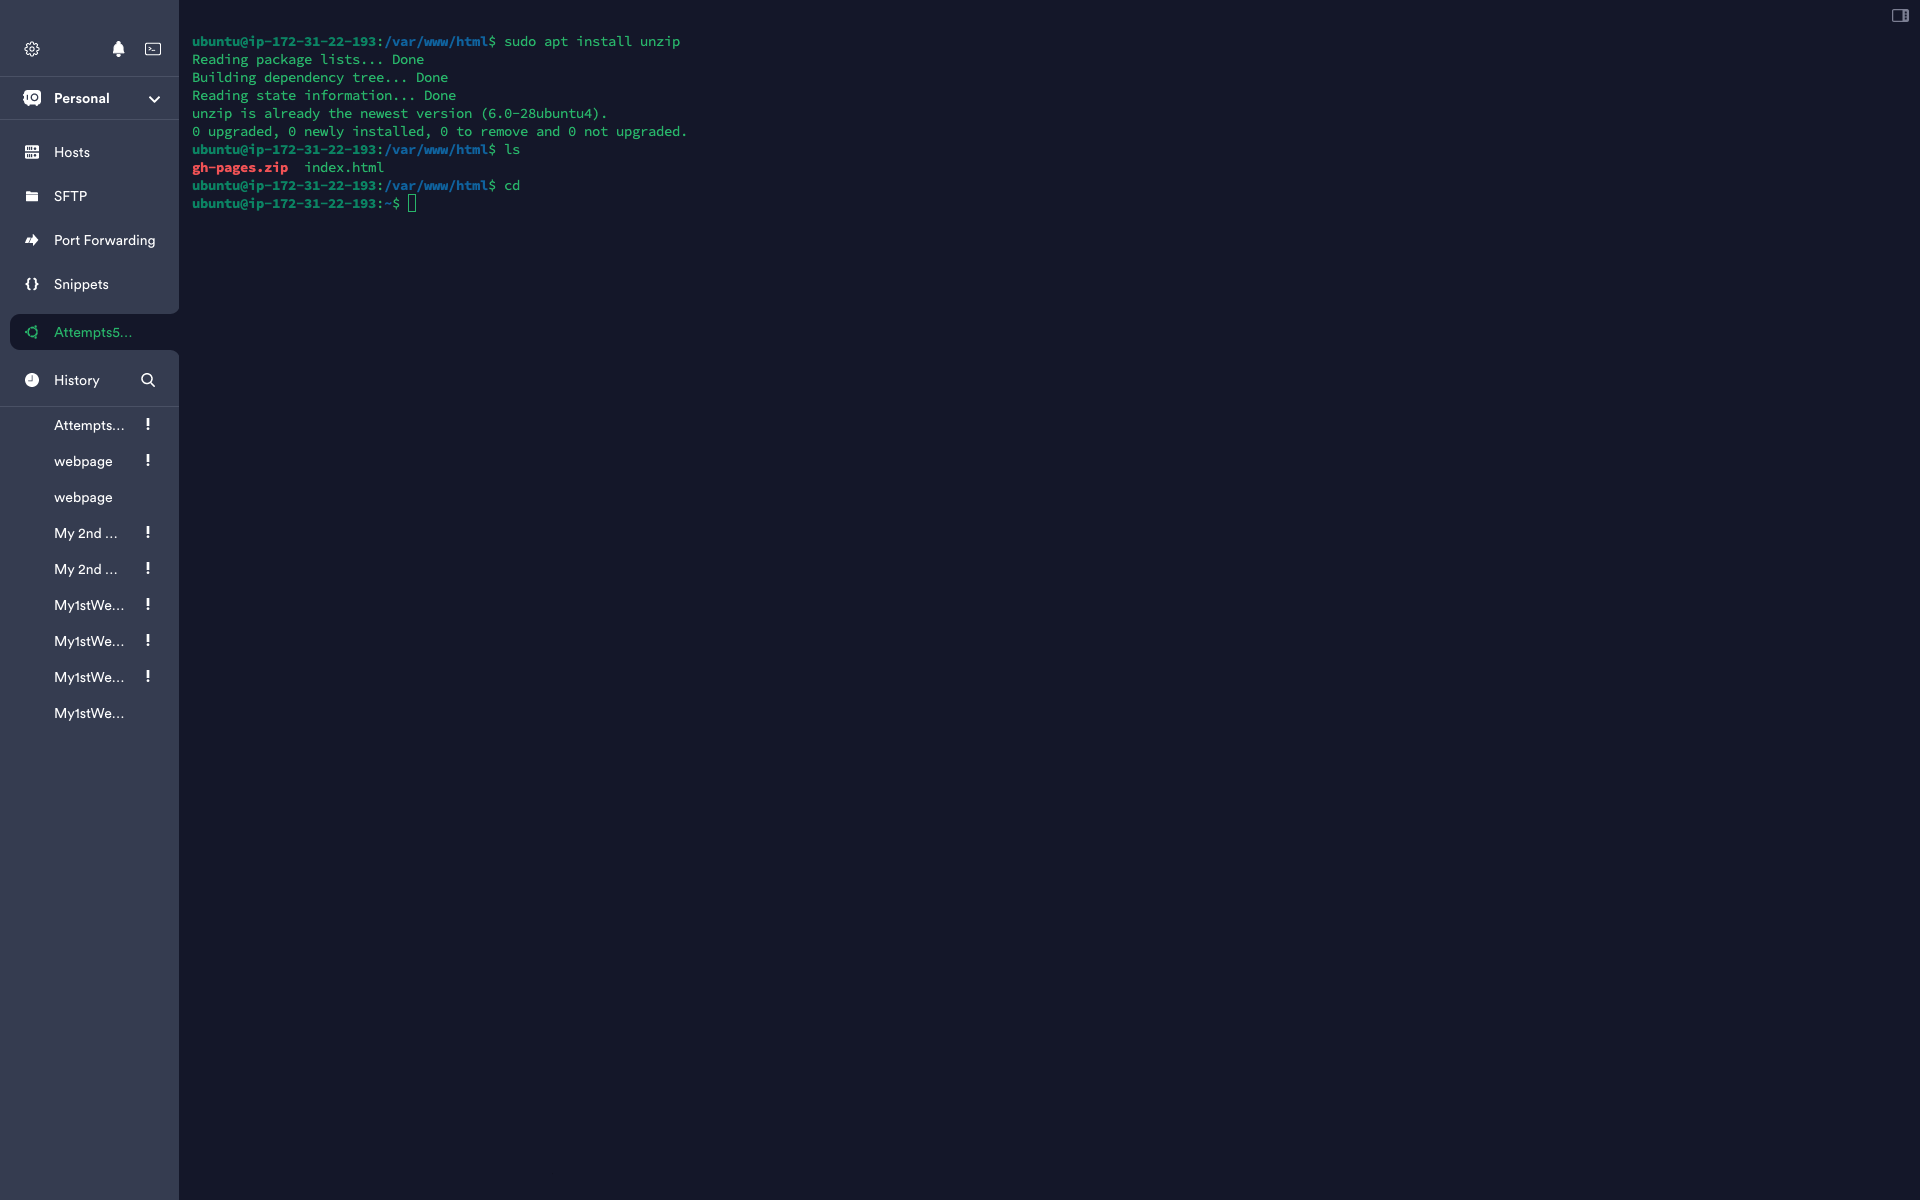 Personal
Hosts
SFTP
Port Forwarding
Snippets
Attempts5...
History
Attempts...
webpage
webpage
My 2nd ...
My 2nd ...
My1stWe...
My1stWe...
My1stWe...
My1stWe...
ubuntu@ip-172-31-22-193:/var/www/html$ sudo apt install unzip
Reading package lists... Done
Building dependency tree... Done
Reading state information... Done
unzip is already the newest version (6.0-28ubuntu4).
0 upgraded, 0 newly installed, 0 to remove and 0 not upgraded.
ubuntu@ip-172-31-22-193:/var/www/html$ ls
gh-pages.zip  index.html
ubuntu@ip-172-31-22-193:/var/www/html$ cd
ubuntu@ip-172-31-22-193:~$